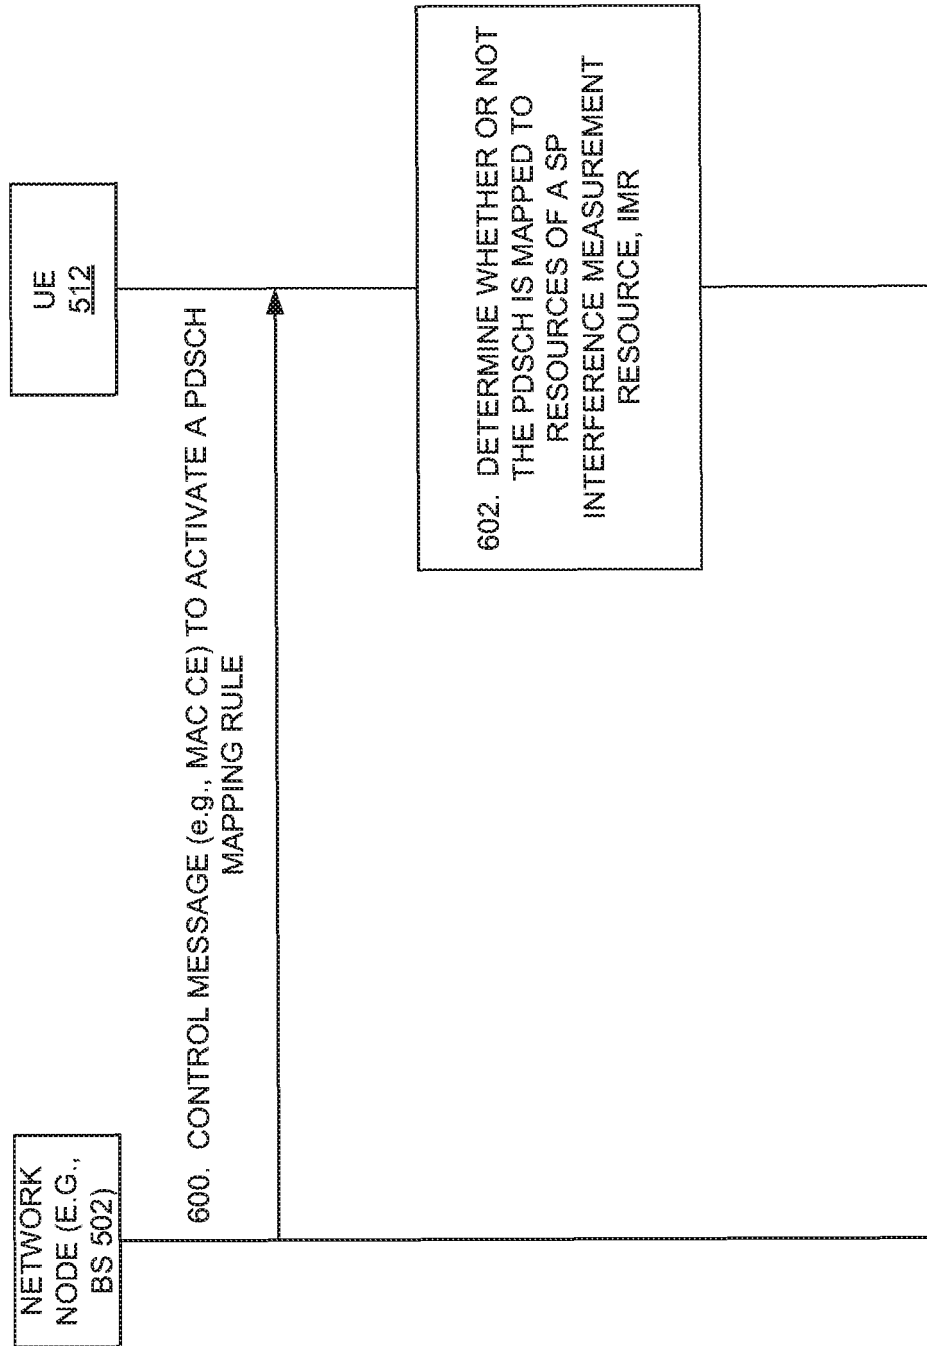 NETWORK
NODE (E.G.,
BS 502)
UE
512
600. CONTROL MESSAGE (e.g., MAC CE) TO ACTIVATE A PDSCH
MAPPING RULE
602. DETERMINE WHETHER OR NOT
THE PDSCH IS MAPPED TO
RESOURCES OF A SP
INTERFERENCE MEASUREMENT
RESOURCE, IMR